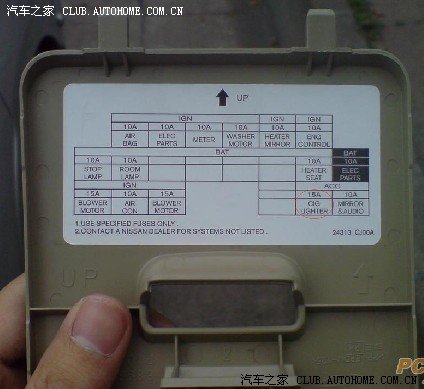 汽车之家 CLUB.AUTOHOME.COM.CN
UP
IGN IGN IGN
10A 10A 10A 10A 10A 10A
AIR BAG ELEC PARTS METER WASHER MOTOR HEATER MIRROR ENG CONTROL
BAT BAT
10A 10A 10A 10A
STOP LAMP ROOM LAMP HEATER SEAT ELEC PARTS
IGN ACC
15A 10A 15A 15A 10A
BLOWER MOTOR AIR CON BLOWER MOTOR CIG LIGHTER MIRROR &AUDIO
1.USE SPECIFIED FUSES ONLY.
2.CONTACT A NISSAN DEALER FOR SYSTEMS NOT LISTED.
24313 CJ00A
UP
PC
汽车之家 CLUB.AUTOHOME.COM.CN